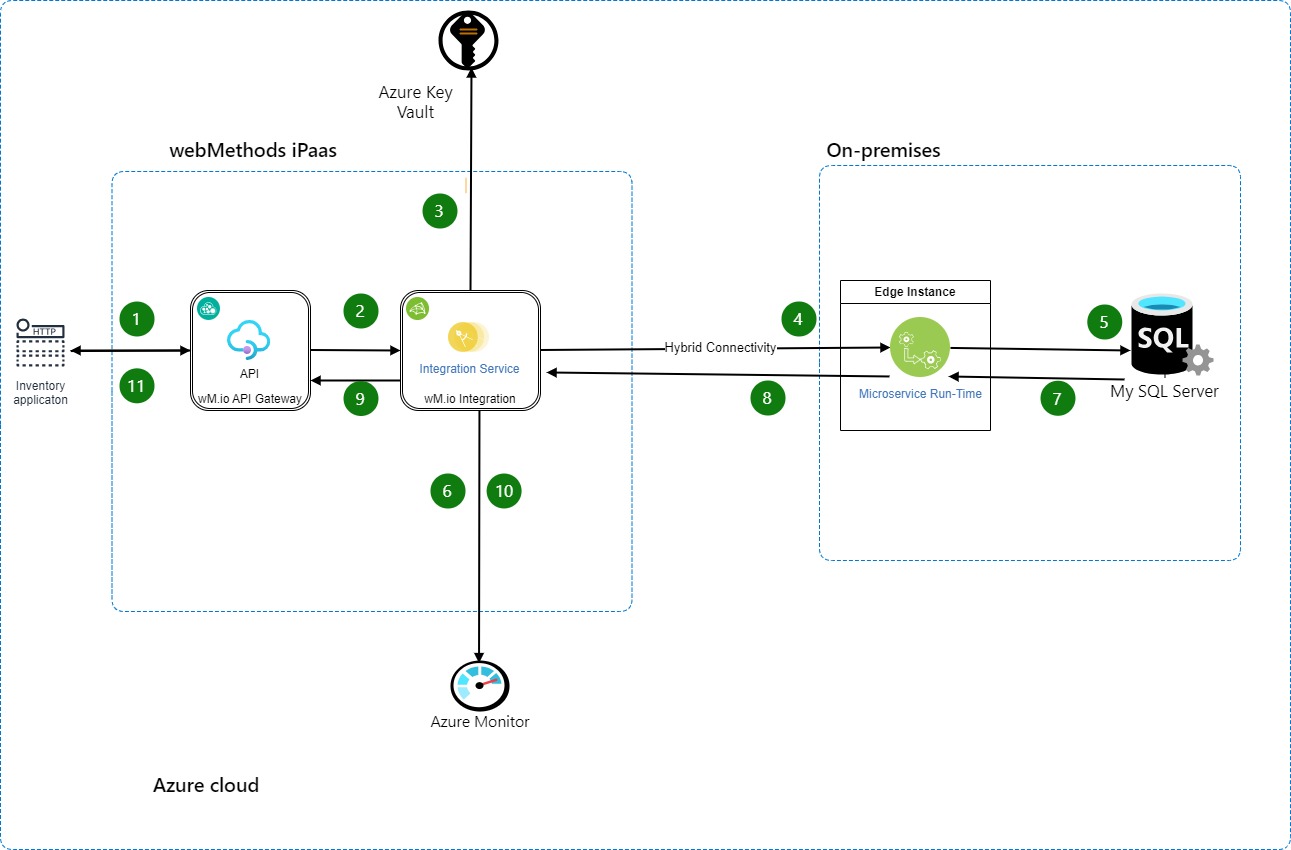 Azure Key
Vault
webMethods iPaas
On-premises
3
HTTP
Inventory
applicaton
1
11
API
wM.io API Gateway
2
9
Integration Service
wM.io Integration
Hybrid Connectivity
4
8
Edge Instance
Microservice Run-Time
5
7
SQL
My SQL Server
6
10
Azure Monitor
Azure cloud